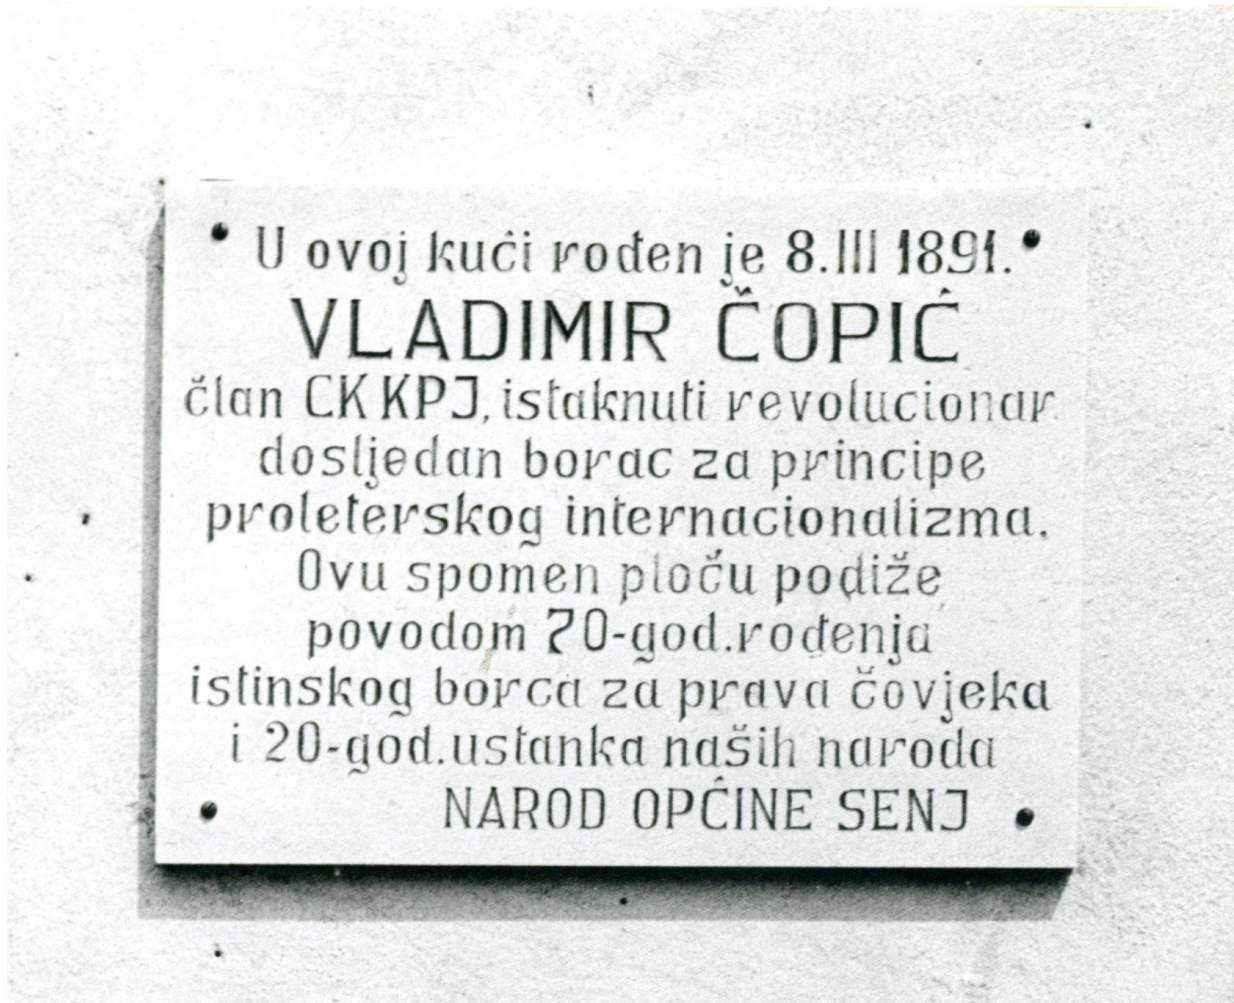 U ovoj kući rođen je 8.III 1891.
VLADIMIR ČOPIĆ
član CK KPJ, istaknuti revolucionar
dosljedan borac za principe
proleterskog internacionalizma.
Ovu spomen ploču podiže
povodom 70-god.rođenja
istinskog borca za prava čovjeka
i 20-god.ustanka naših naroda
NAROD OPĆINE SENJ